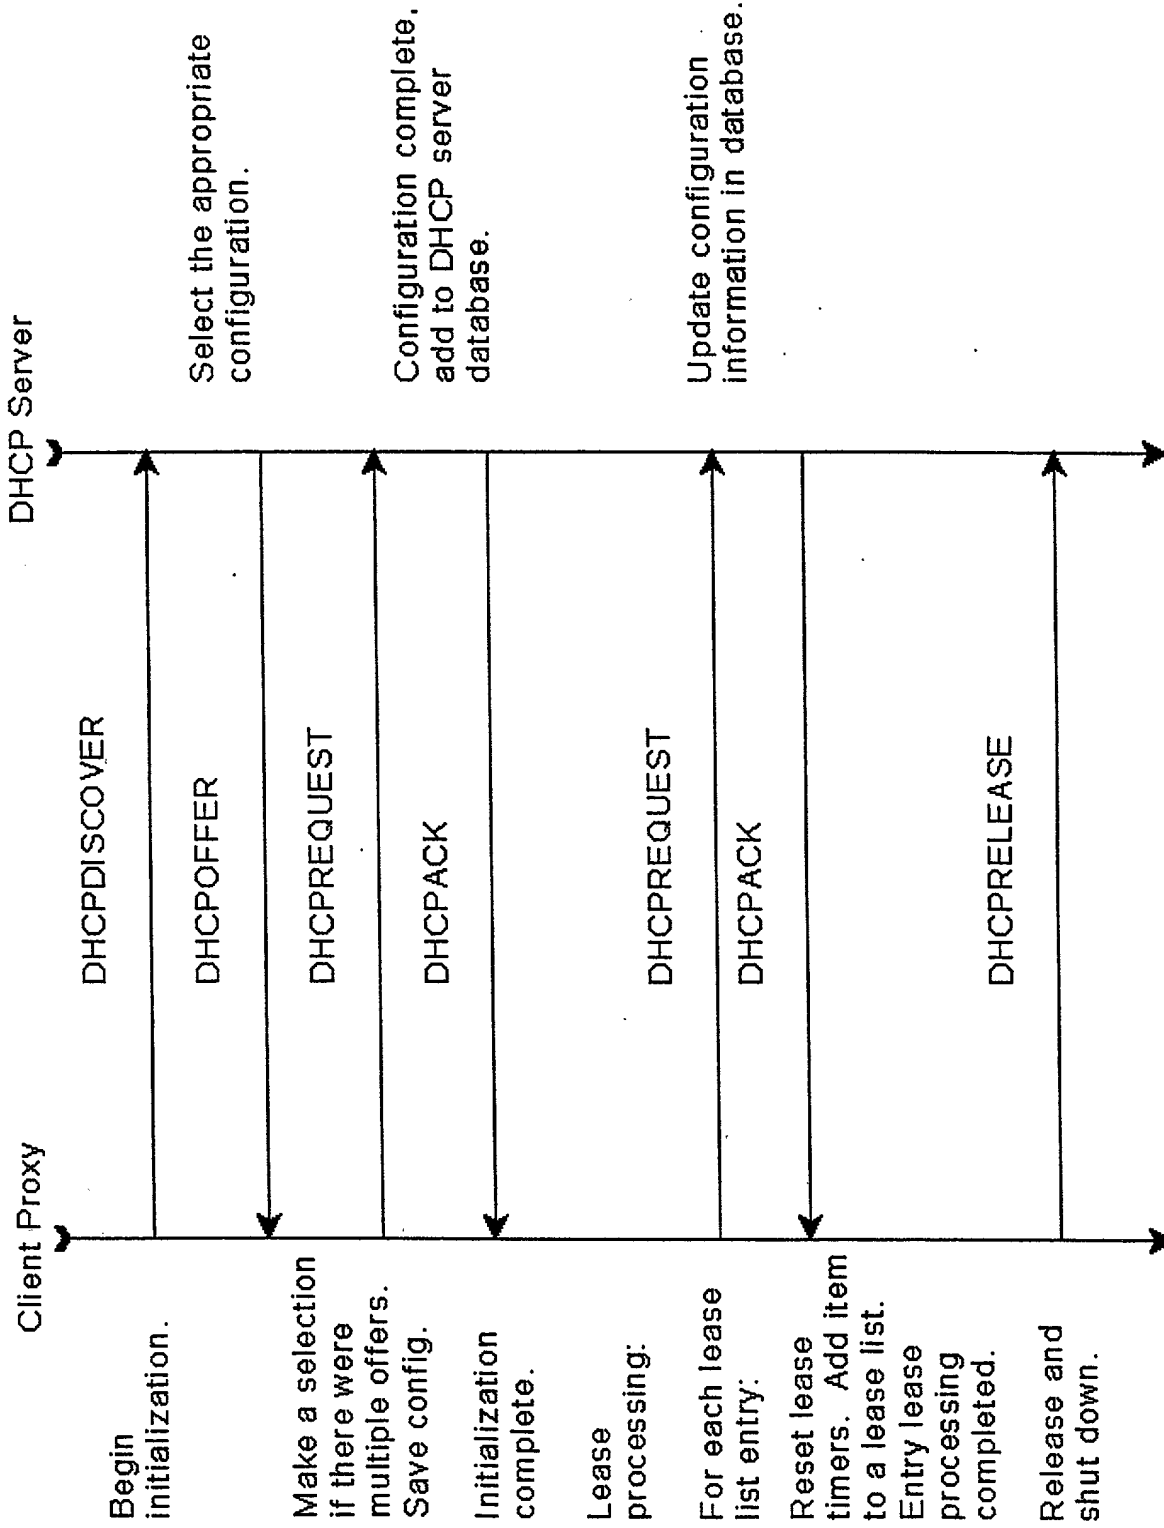 Client Proxy
DHCP Server
Begin
initialization.
DHCPDISCOVER
DHCPOFFER
Select the appropriate
configuration.
Make a selection
if there were
multiple offers.
Save config.
DHCPREQUEST
Configuration complete,
add to DHCP server
database.
DHCPACK
Initialization
complete.
Lease
processing:
For each lease
list entry:
DHCPREQUEST
Update configuration
information in database.
DHCPACK
Reset lease
timers. Add item
to a lease list.
Entry lease
processing
completed.
DHCPRELEASE
Release and
shut down.